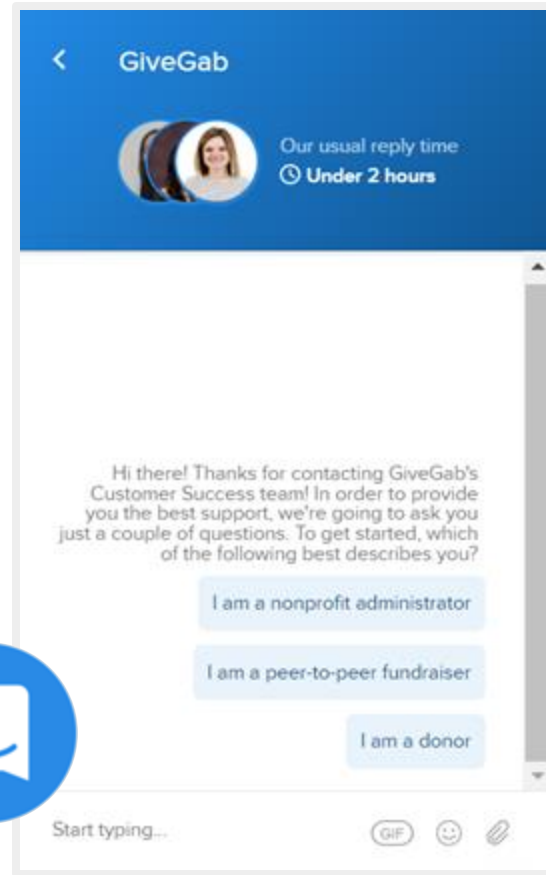 GiveGab
Our usual reply time
Under 2 hours
Hi there! Thanks for contacting GiveGab's
Customer Success team! In order to provide
you the best support, we're going to ask you
just a couple of questions. To get started, which
of the following best describes you?
I am a nonprofit administrator
I am a peer-to-peer fundraiser
I am a donor
Start typing...
GIF